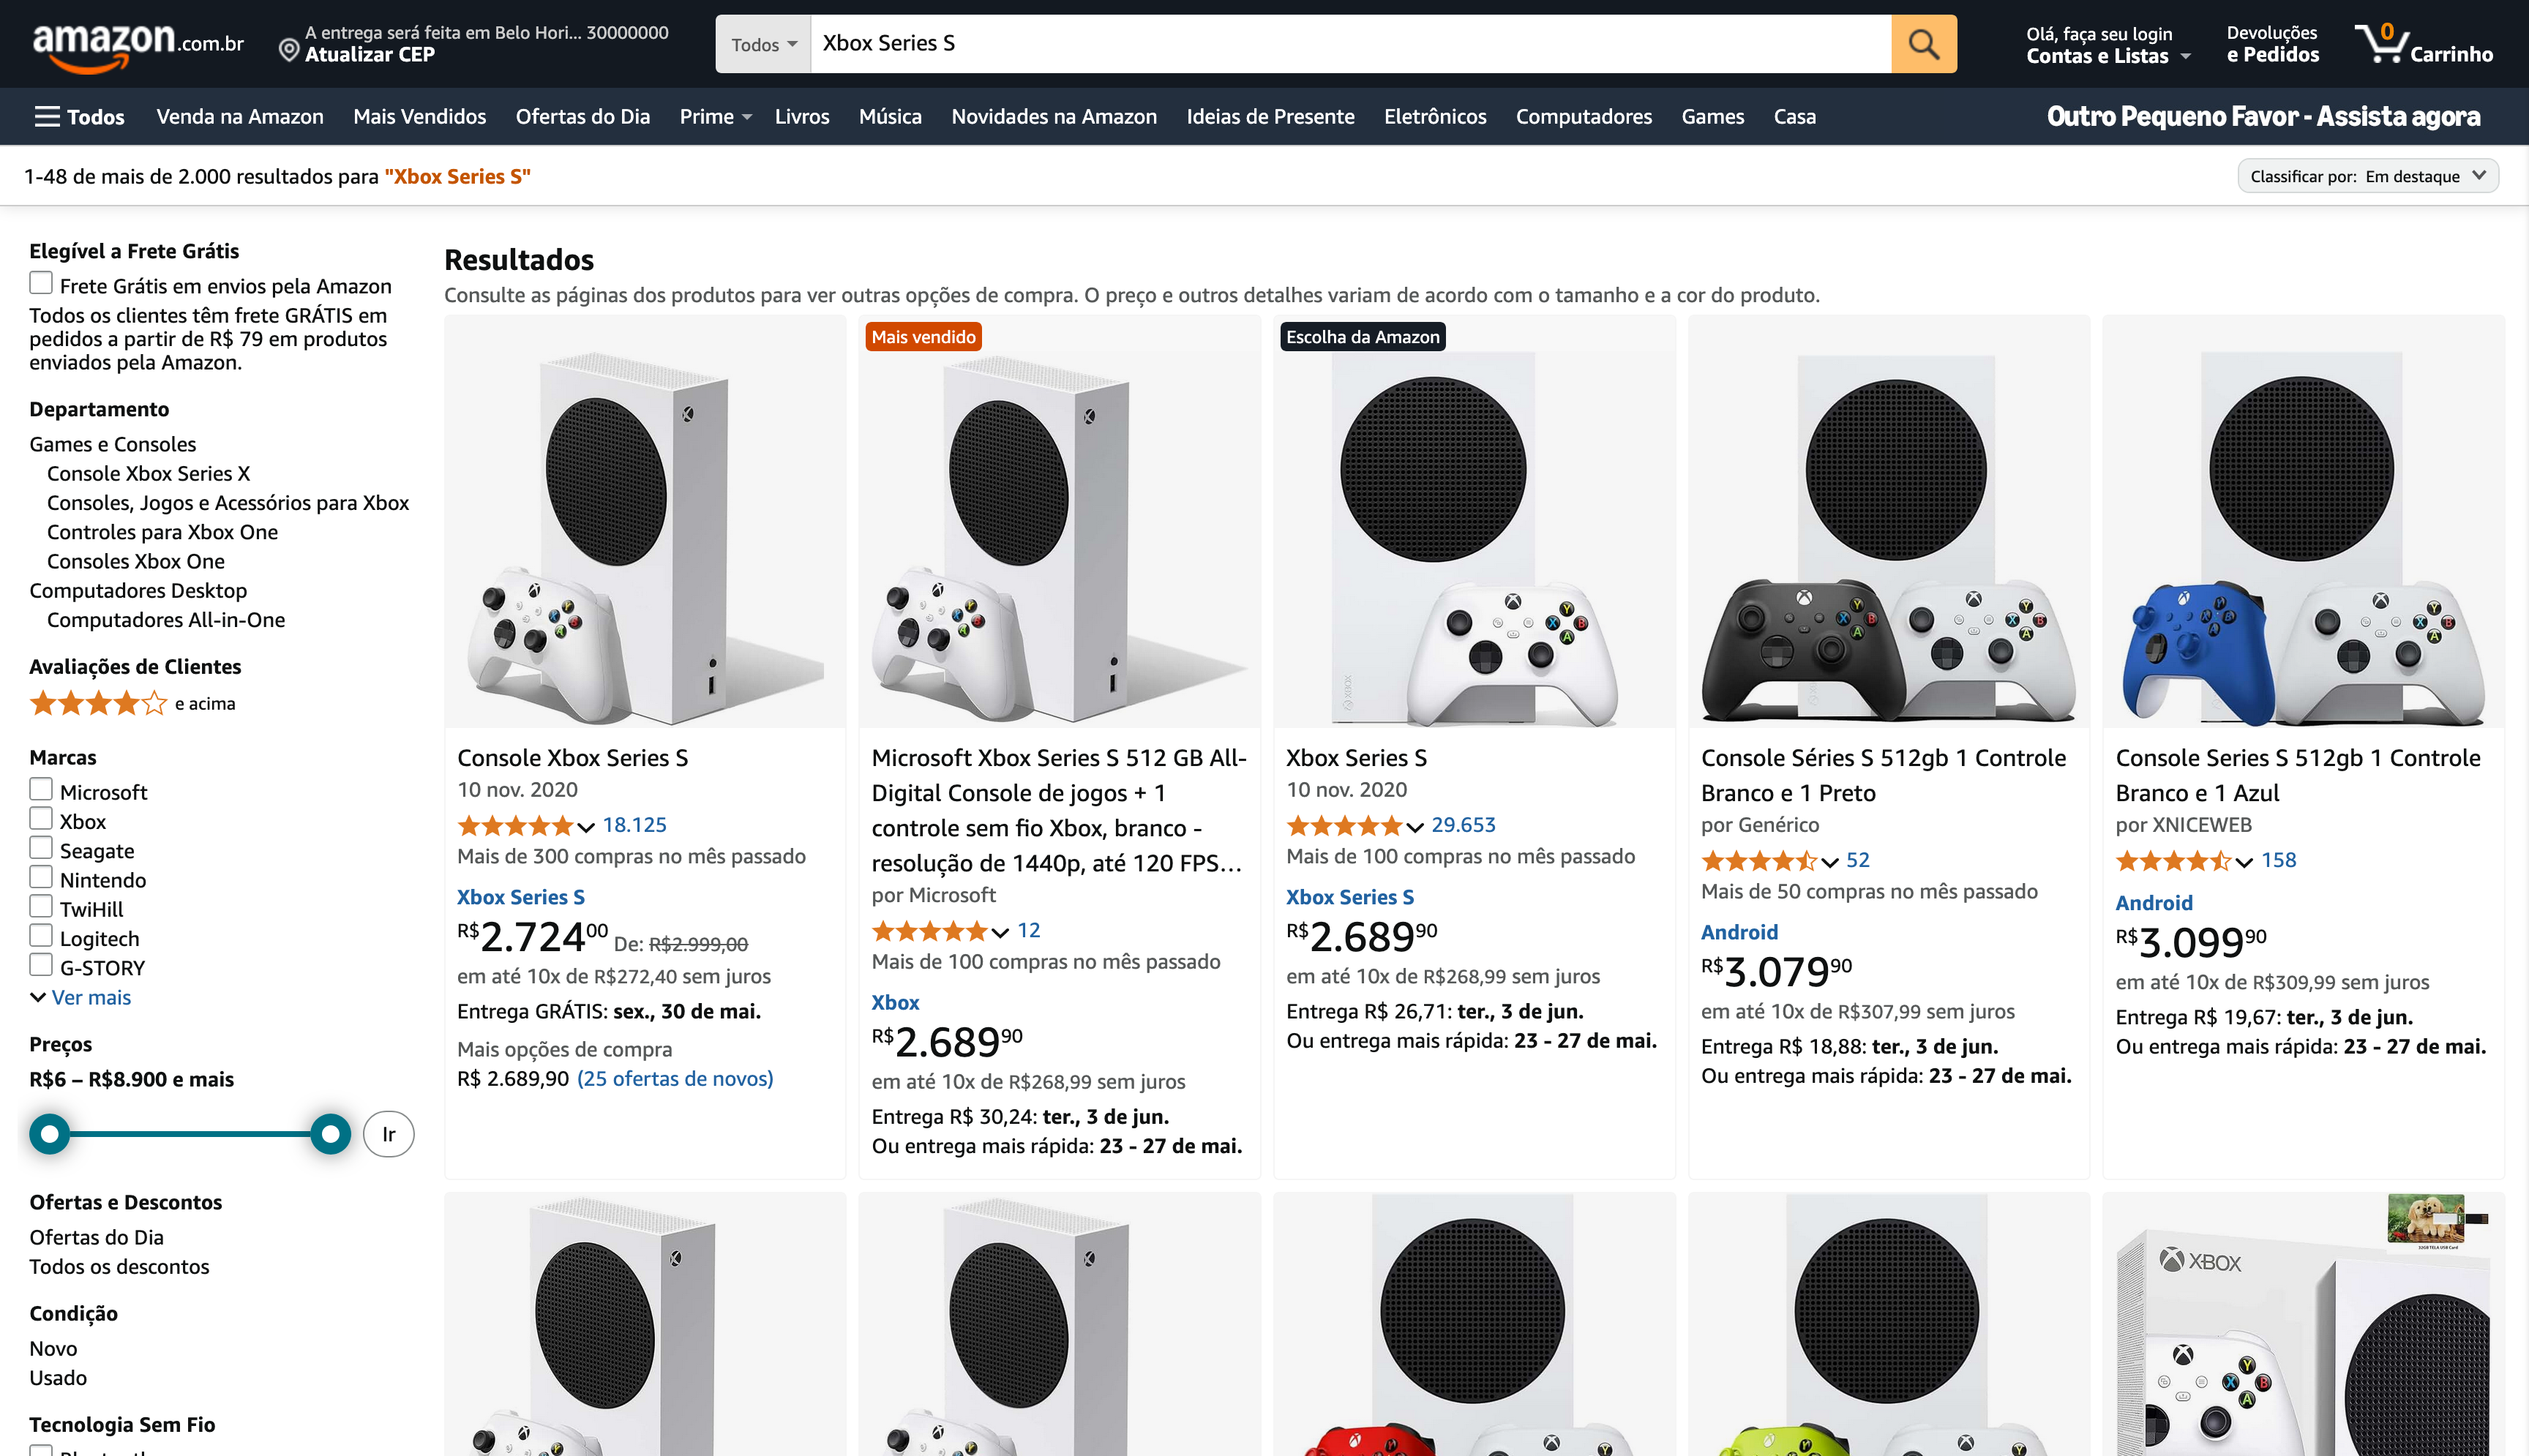 amazon.com.br
A entrega será feita em Belo Hori... 30000000
Atualizar CEP
Todos
Xbox Series S
Olá, faça seu login
Contas e Listas
Devoluções
e Pedidos
0
Carrinho
Todos
Venda na Amazon
Mais Vendidos
Ofertas do Dia
Prime
Livros
Música
Novidades na Amazon
Ideias de Presente
Eletrônicos
Computadores
Games
Casa
Outro Pequeno Favor - Assista agora
1-48 de mais de 2.000 resultados para "Xbox Series S"
Classificar por: Em destaque
Elegível a Frete Grátis
Frete Grátis em envios pela Amazon
Todos os clientes têm frete GRÁTIS em
pedidos a partir de R$ 79 em produtos
enviados pela Amazon.
Departamento
Games e Consoles
Console Xbox Series X
Consoles, Jogos e Acessórios para Xbox
Controles para Xbox One
Consoles Xbox One
Computadores Desktop
Computadores All-in-One
Avaliações de Clientes
e acima
Marcas
Microsoft
Xbox
Seagate
Nintendo
TwiHill
Logitech
G-STORY
Ver mais
Preços
R$6 – R$8.900 e mais
Ir
Ofertas e Descontos
Ofertas do Dia
Todos os descontos
Condição
Novo
Usado
Tecnologia Sem Fio
Resultados
Consulte as páginas dos produtos para ver outras opções de compra. O preço e outros detalhes variam de acordo com o tamanho e a cor do produto.
Console Xbox Series S
10 nov. 2020
18.125
Mais de 300 compras no mês passado
Xbox Series S
R$2.72400 De: R$2.999,00
em até 10x de R$272,40 sem juros
Entrega GRÁTIS: sex., 30 de mai.
Mais opções de compra
R$ 2.689,90 (25 ofertas de novos)
Mais vendido
Microsoft Xbox Series S 512 GB All-
Digital Console de jogos + 1
controle sem fio Xbox, branco -
resolução de 1440p, até 120 FPS…
por Microsoft
12
Mais de 100 compras no mês passado
Xbox
R$2.68990
em até 10x de R$268,99 sem juros
Entrega R$ 30,24: ter., 3 de jun.
Ou entrega mais rápida: 23 - 27 de mai.
Escolha da Amazon
XBOX
Xbox Series S
10 nov. 2020
29.653
Mais de 100 compras no mês passado
Xbox Series S
R$2.68990
em até 10x de R$268,99 sem juros
Entrega R$ 26,71: ter., 3 de jun.
Ou entrega mais rápida: 23 - 27 de mai.
Console Séries S 512gb 1 Controle
Branco e 1 Preto
por Genérico
52
Mais de 50 compras no mês passado
Android
R$3.07990
em até 10x de R$307,99 sem juros
Entrega R$ 18,88: ter., 3 de jun.
Ou entrega mais rápida: 23 - 27 de mai.
Console Series S 512gb 1 Controle
Branco e 1 Azul
por XNICEWEB
158
Android
R$3.09990
em até 10x de R$309,99 sem juros
Entrega R$ 19,67: ter., 3 de jun.
Ou entrega mais rápida: 23 - 27 de mai.
XBOX